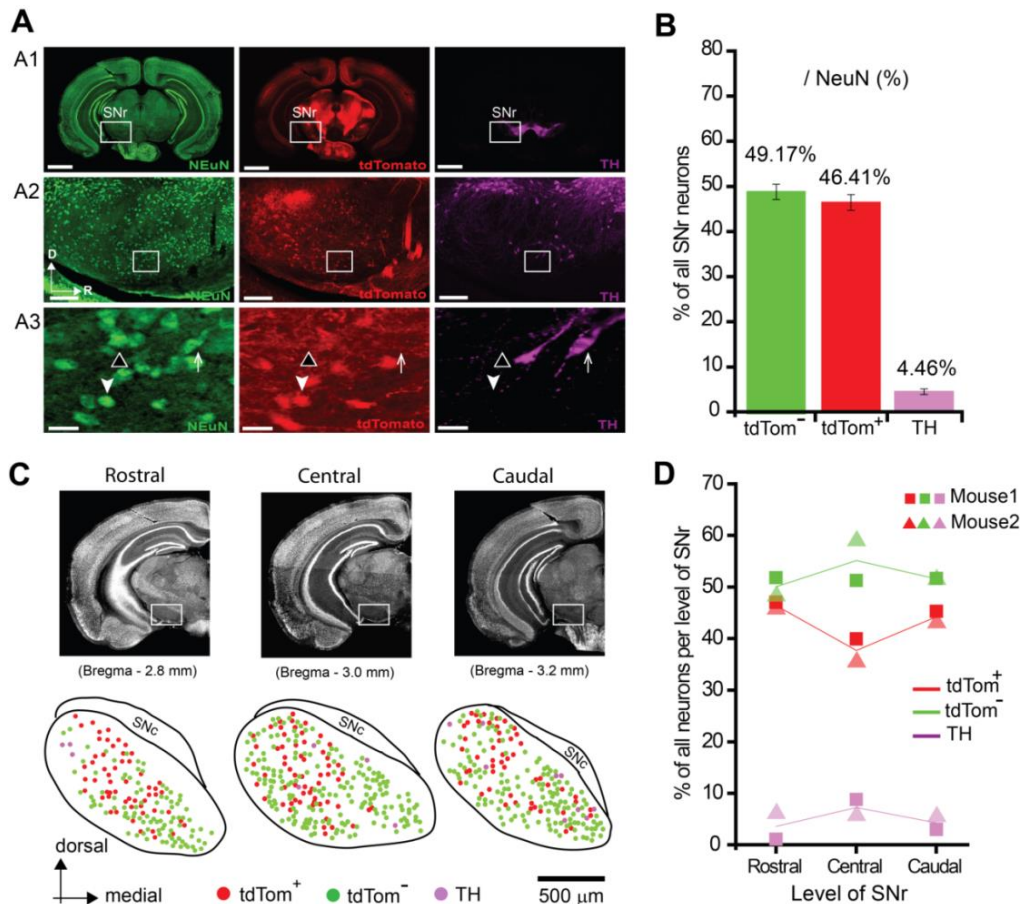 A
A1
SNr
NEuN
SNr
tdTomato
TH
A2
D
R
NEuN
tdTomato
TH
A3
NEuN
tdTomato
TH
B
/ NeuN (%)
% of all SNr neurons
80
70
60
50
40
30
20
10
0
49.17%
46.41%
4.46%
tdTom⁻
tdTom⁺
TH
C
Rostral
Central
Caudal
(Bregma - 2.8 mm)
(Bregma - 3.0 mm)
(Bregma - 3.2 mm)
SNc
SNc
SNc
dorsal
medial
tdTom⁺
tdTom⁻
TH
500 µm
D
% of all neurons per level of SNr
70
60
50
40
30
20
10
0
Mouse1
Mouse2
tdTom⁺
tdTom⁻
TH
Rostral
Central
Caudal
Level of SNr